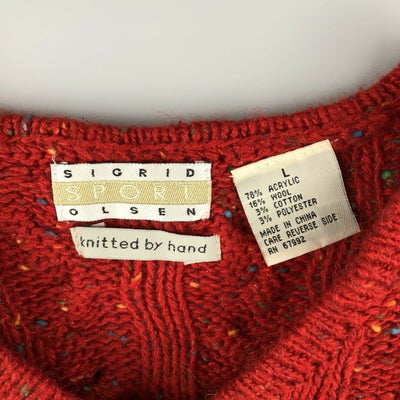 SIGRID
SPORT
OLSEN
knitted by hand
L
78% ACRYLIC
16% WOOL
3% COTTON
3% POLYESTER
MADE IN CHINA
CARE REVERSE SIDE
RN 67992